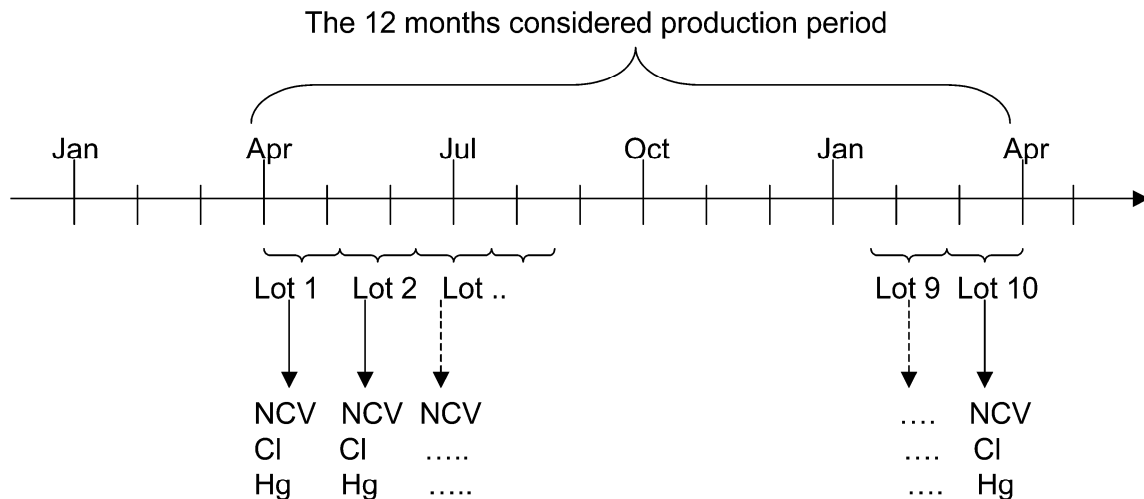 The 12 months considered production period
Jan Apr Jul Oct Jan Apr
Lot 1 Lot 2 Lot .. Lot 9 Lot 10
NCV NCV NCV .... NCV
Cl Cl ..... .... Cl
Hg Hg ..... .... Hg